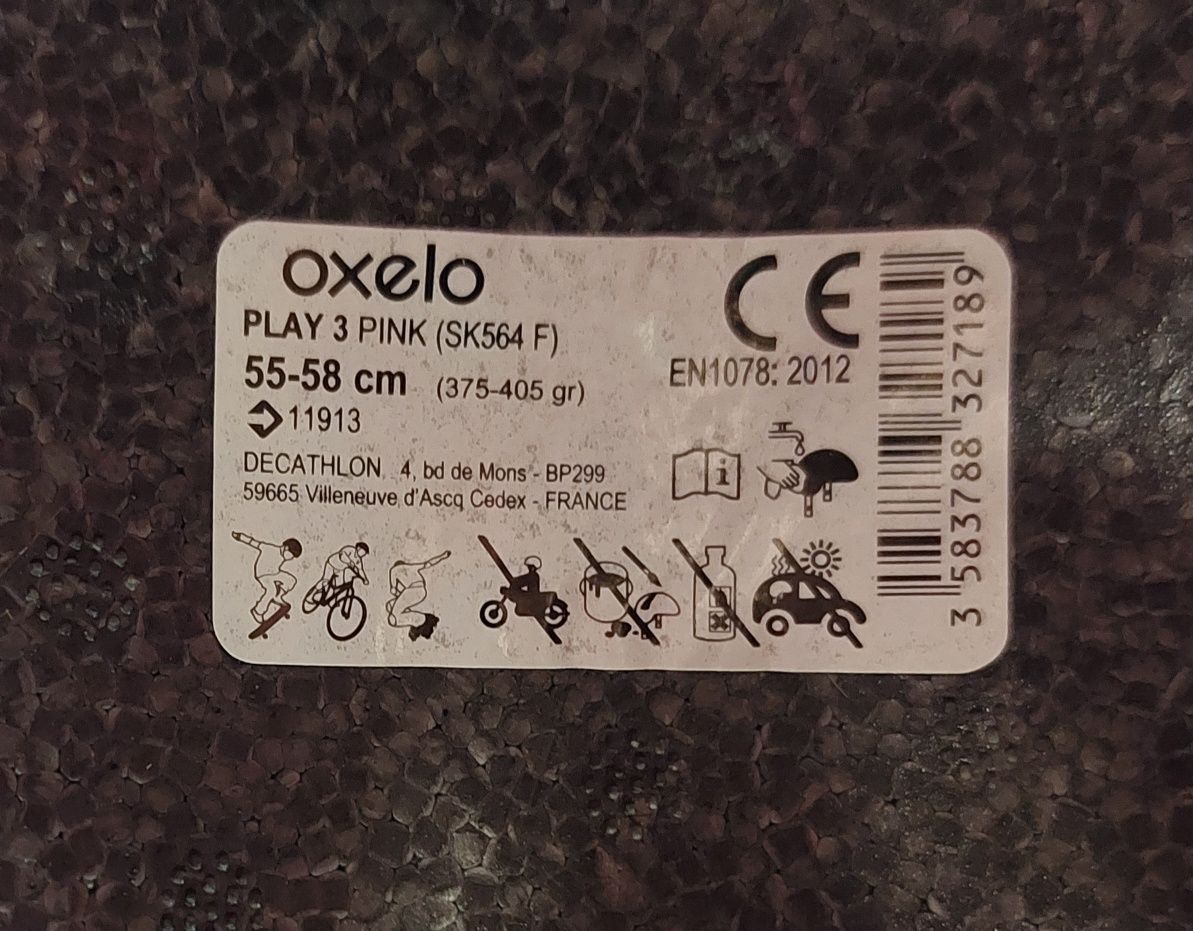 oxelo
PLAY 3 PINK (SK564 F)
55-58 cm (375-405 gr)
11913
DECATHLON 4, bd de Mons - BP299
59665 Villeneuve d'Ascq Cedex - FRANCE
CE
EN1078: 2012
i
3 583788 327189